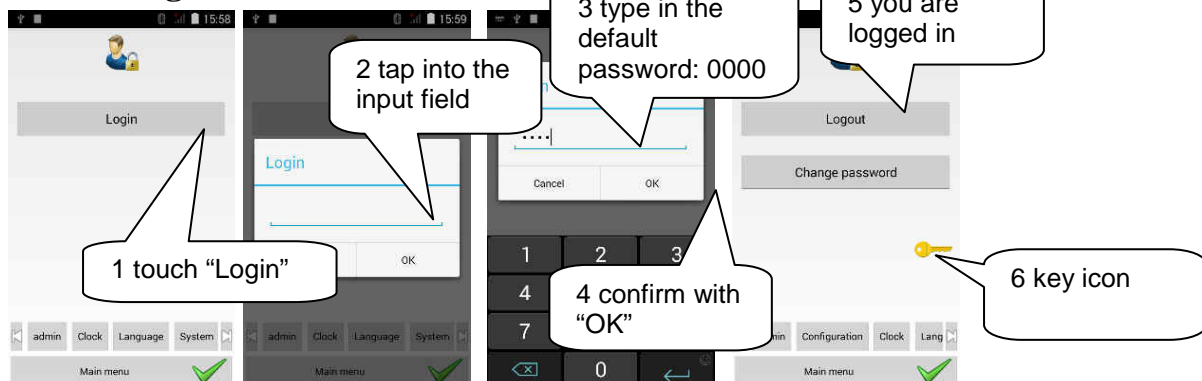 15:58
Login
1 touch “Login”
admin Clock Language System
Main menu
15:59
2 tap into the
input field
Login
OK
admin Clock Language System
Main menu
3 type in the
default
password: 0000
....
Cancel OK
1 2 3
4
7
0
4 confirm with
“OK”
5 you are
logged in
Logout
Change password
6 key icon
Configuration Clock Lang
Main menu